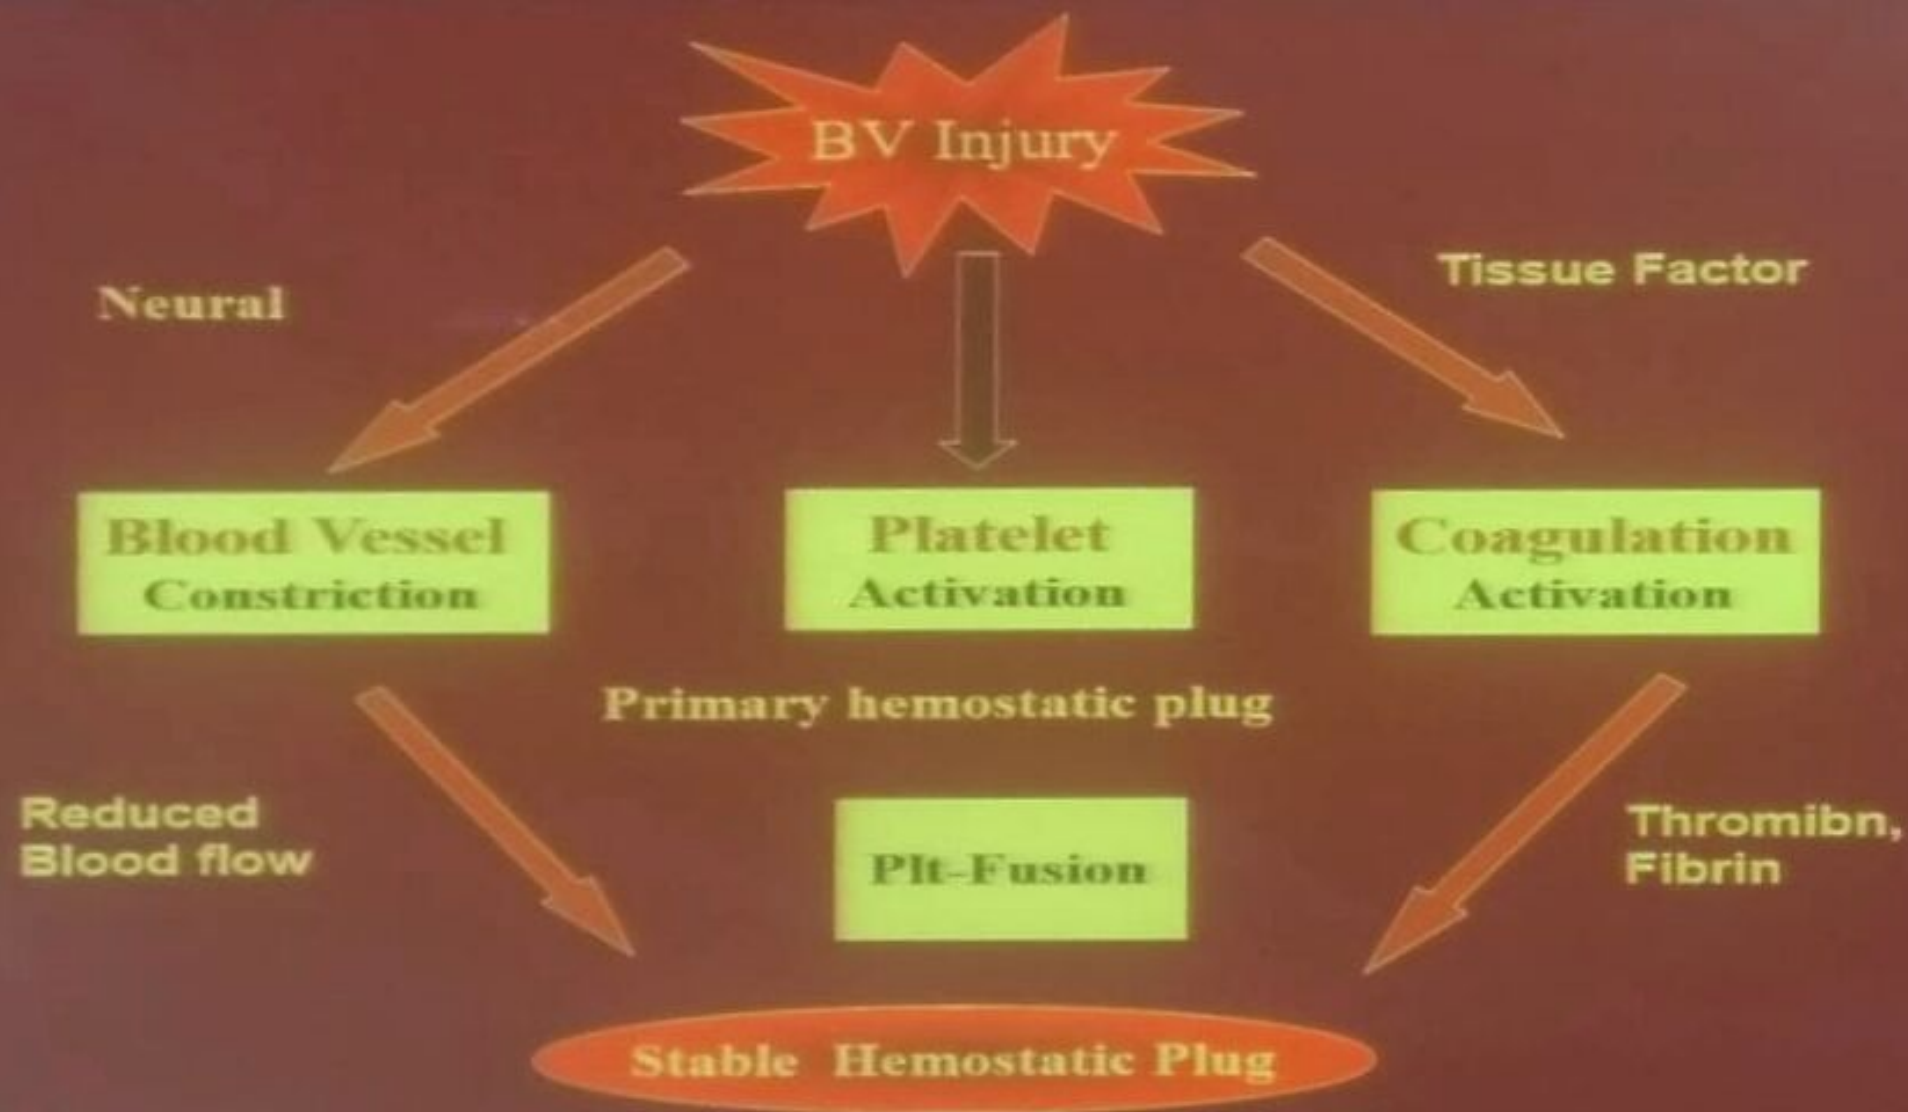 BV Injury
Neural
Tissue Factor
Blood Vessel
Constriction
Platelet
Activation
Coagulation
Activation
Primary hemostatic plug
Reduced
Blood flow
Plt-Fusion
Thromibn,
Fibrin
Stable Hemostatic Plug